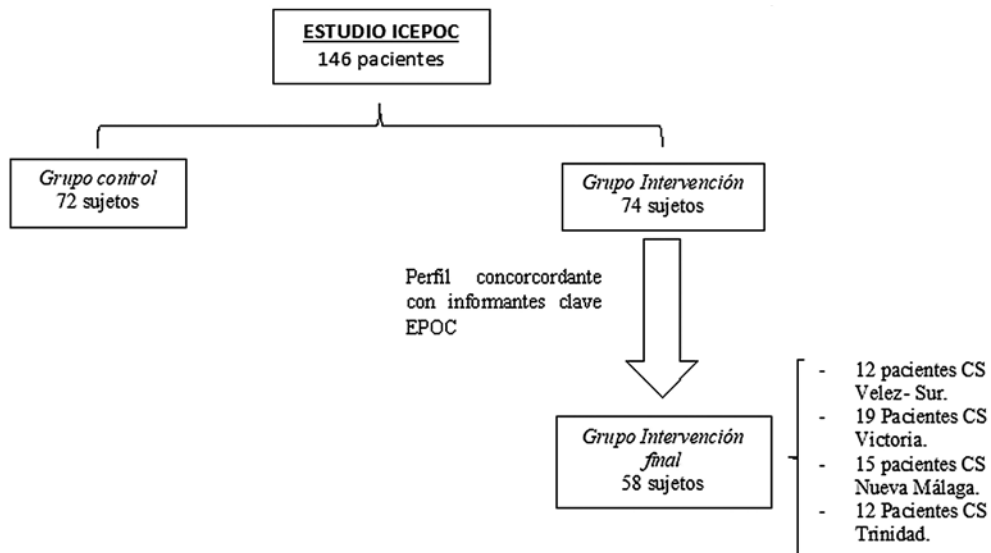 ESTUDIO ICEPOC
146 pacientes
Grupo control
72 sujetos
Grupo Intervención
74 sujetos
Perfil concorcordante
con informantes clave
EPOC
Grupo Intervención
final
58 sujetos
- 12 pacientes CS
Velez- Sur.
- 19 Pacientes CS
Victoria.
- 15 pacientes CS
Nueva Málaga.
- 12 Pacientes CS
Trinidad.